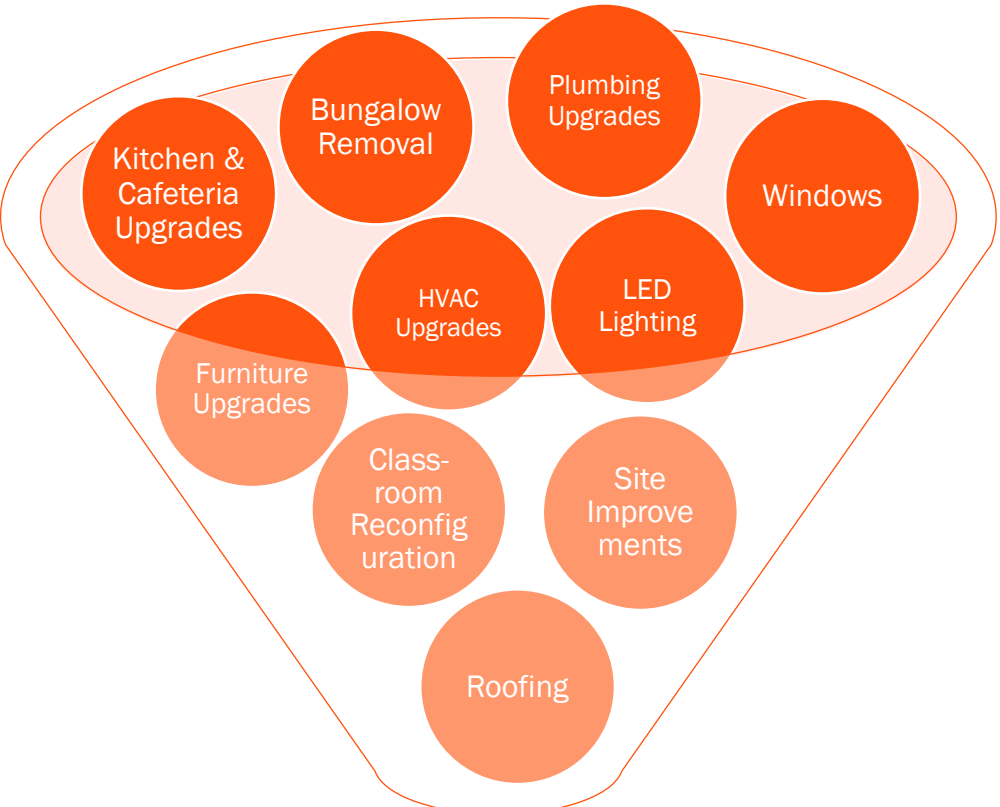 Plumbing
Upgrades
Bungalow
Removal
Kitchen &
Cafeteria
Upgrades
Windows
HVAC
Upgrades
LED
Lighting
Furniture
Upgrades
Class-
room
Reconfig
uration
Site
Improve
ments
Roofing